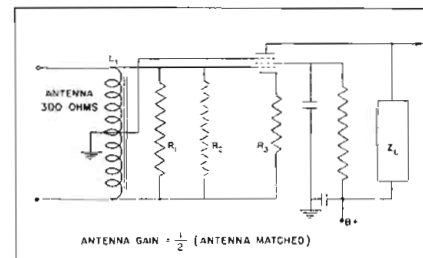 L1
ANTENNA
300 OHMS
R1
R2
R3
ZL
B+
ANTENNA GAIN = 1/2 (ANTENNA MATCHED)